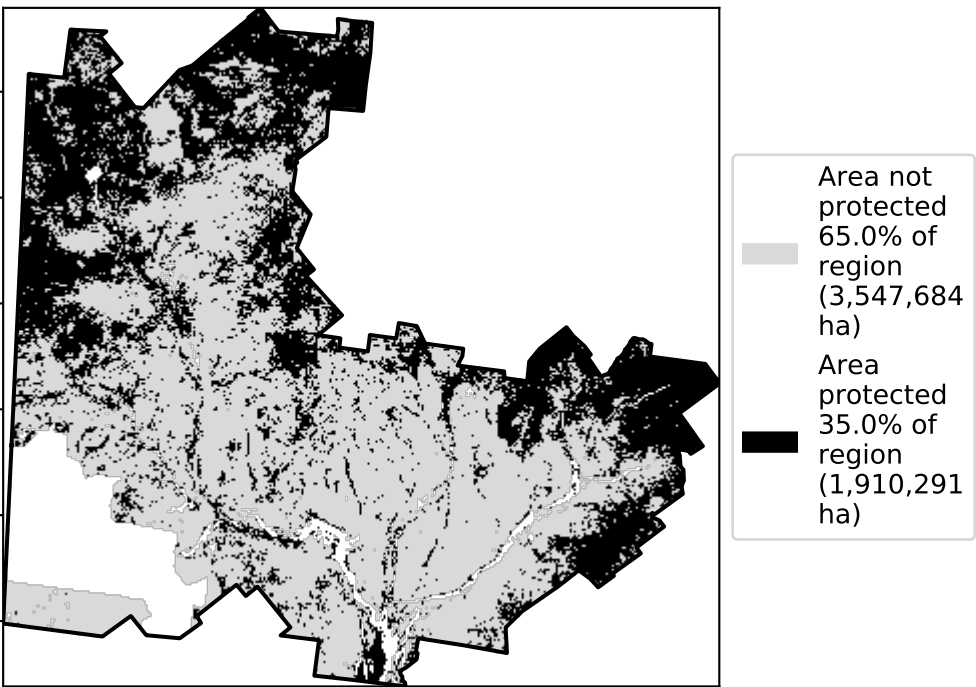 Area not
protected
65.0% of
region
(3,547,684
ha)
Area
protected
35.0% of
region
(1,910,291
ha)